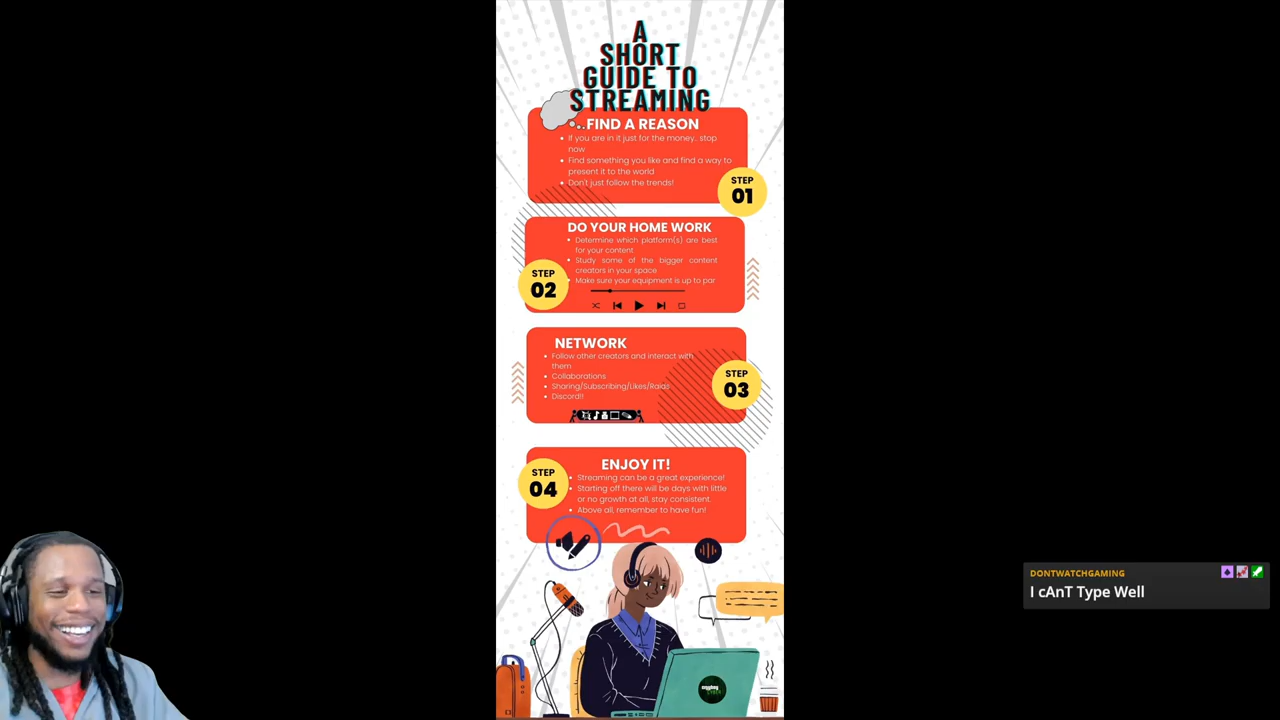 A
SHORT
GUIDE TO
STREAMING
FIND A REASON
If you are in it just for the money.. stop
now
Find something you like and find a way to
present it to the world
Don't just follow the trends!
STEP
01
DO YOUR HOME WORK
Determine which platform(s) are best
for your content
Study some of the bigger content
creators in your space
Make sure your equipment is up to par
STEP
02
NETWORK
Follow other creators and interact with
them
Collaborations
Sharing/Subscribing/Likes/Raids
Discord!!
STEP
03
ENJOY IT!
Streaming can be a great experience!
Starting off there will be days with little
or no growth at all, stay consistent.
Above all, remember to have fun!
STEP
04
DONTWATCHGAMING
I cAnT Type Well